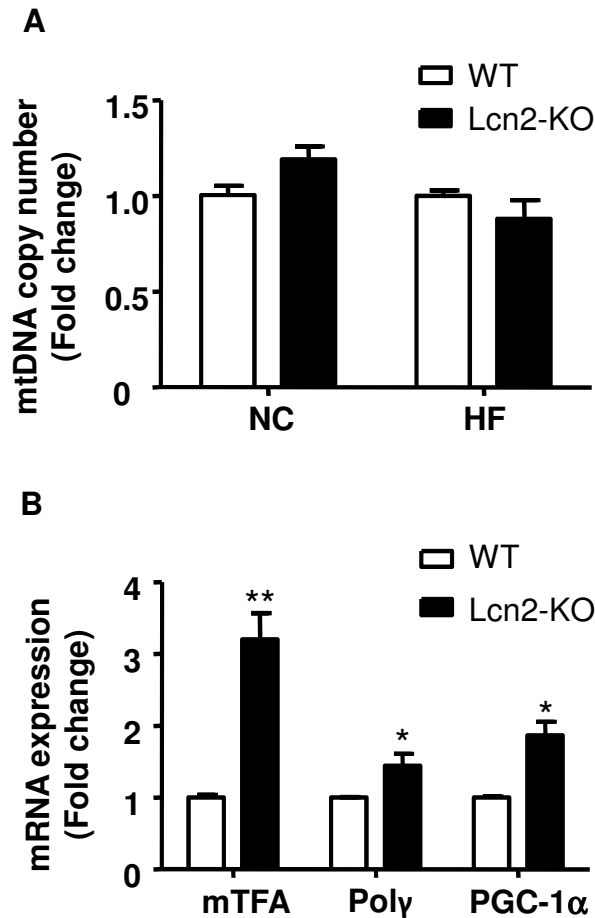 A
WT
Lcn2-KO
mtDNA copy number
(Fold change)
1.5
1.0
0.5
0
NC HF
B
WT
Lcn2-KO
mRNA expression
(Fold change)
4
3
2
1
0
** * *
mTFA Polγ PGC-1α